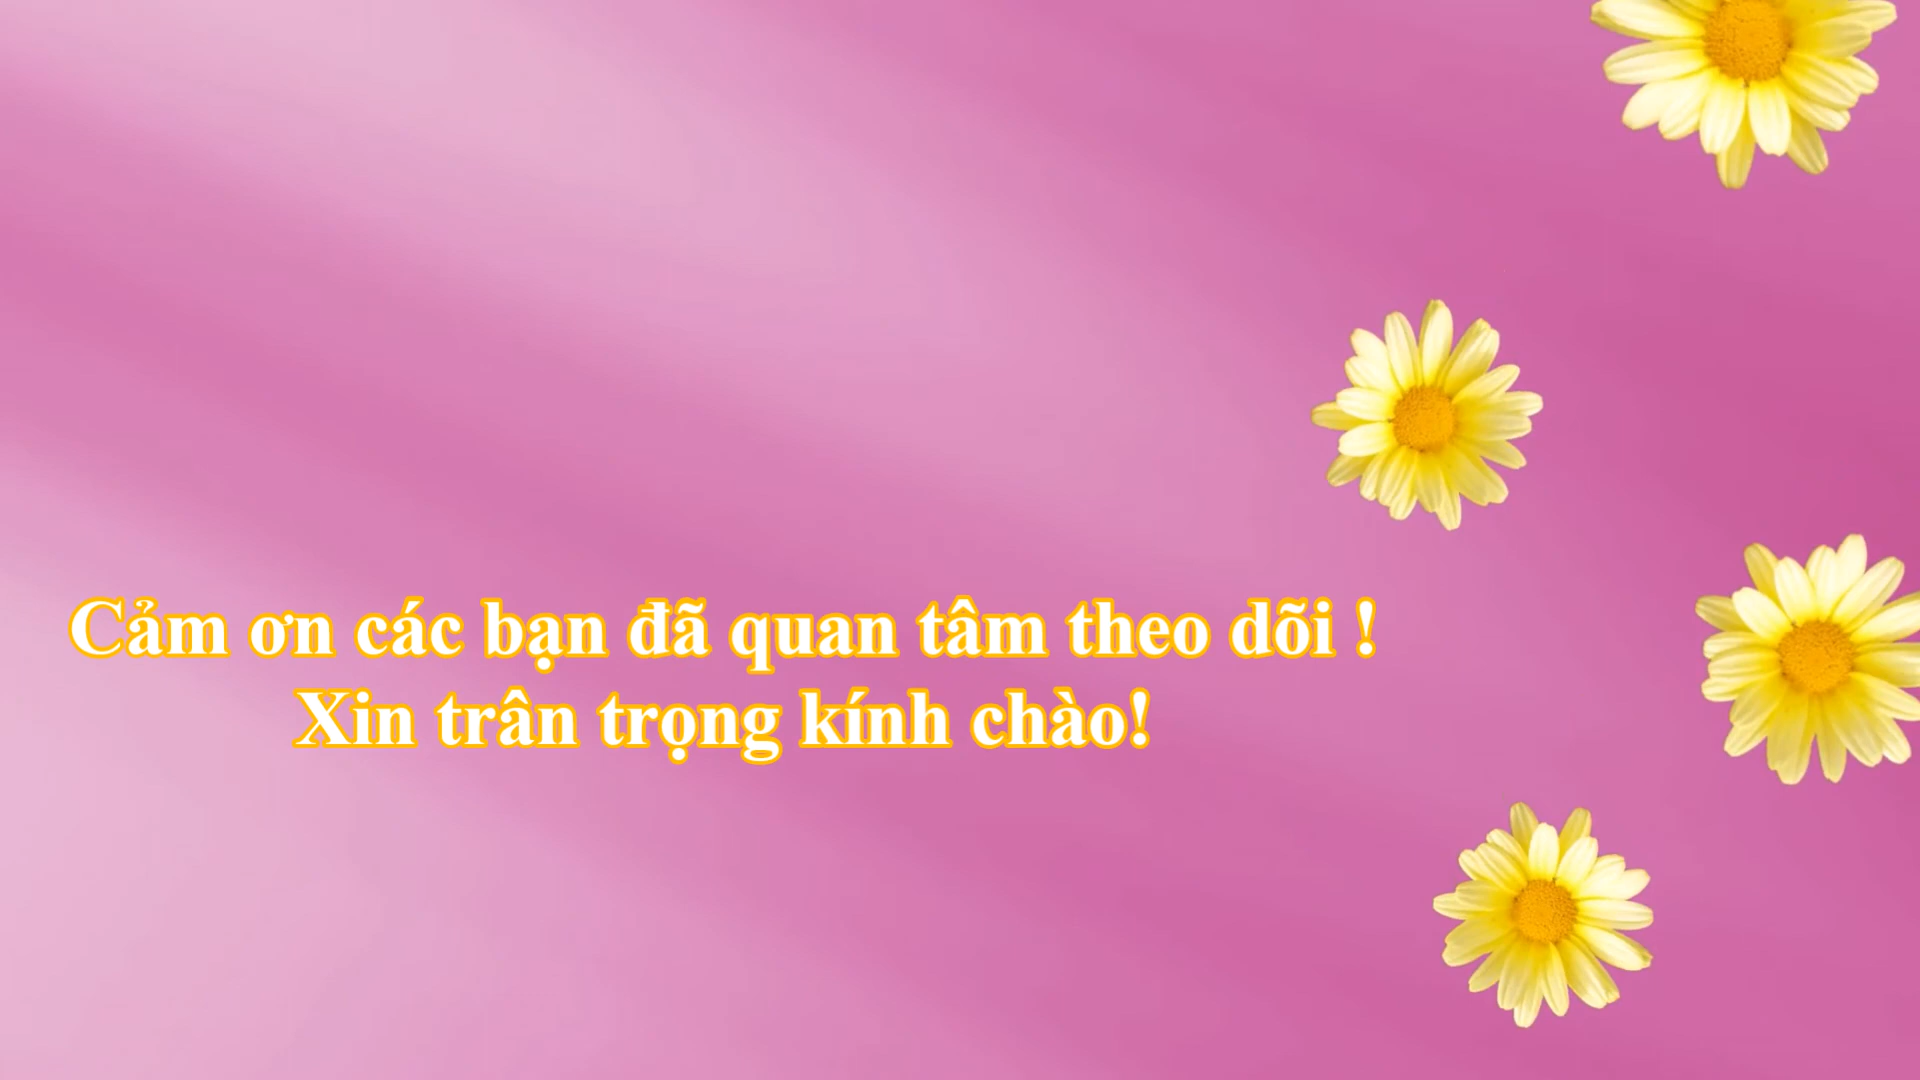 Cảm ơn các bạn đã quan tâm theo dõi !
Xin trân trọng kính chào!